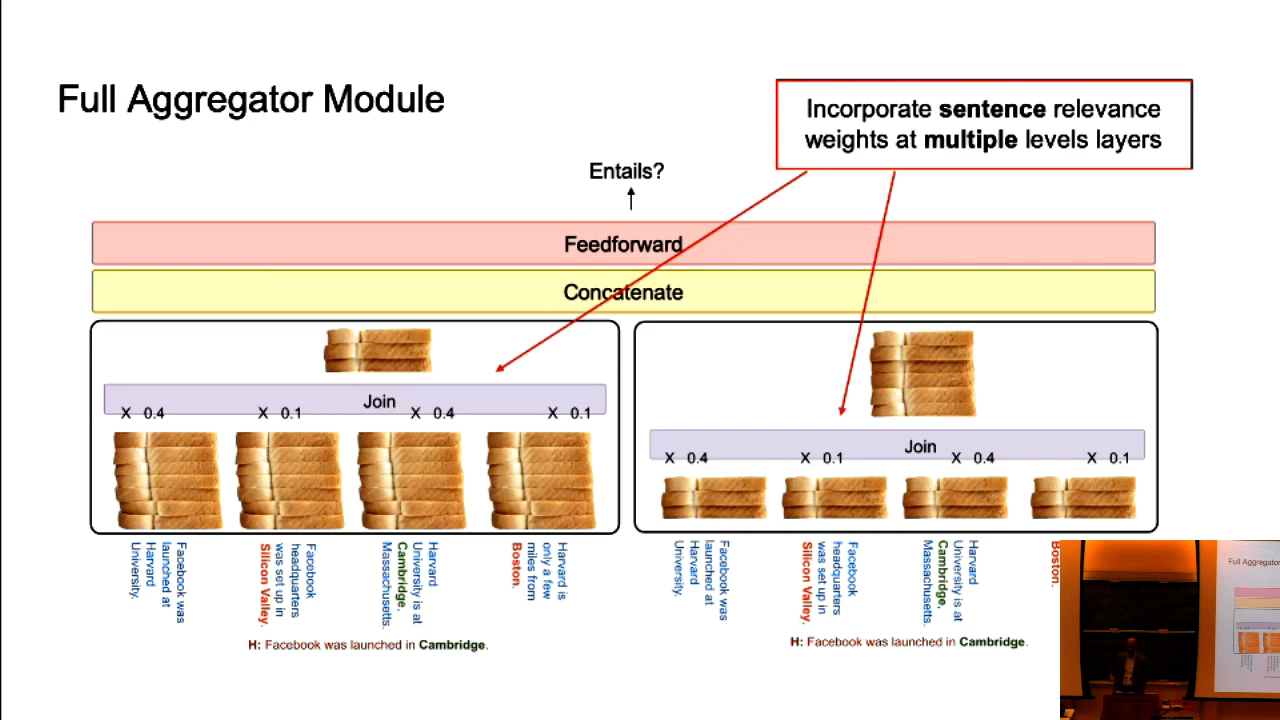 Full Aggregator Module
Incorporate sentence relevance
weights at multiple levels layers
Entails?
Feedforward
Concatenate
Join
X 0.4
X 0.1
X 0.4
X 0.1
Facebook was
launched at
Harvard
University.
Facebook
headquarters
was set up in
Silicon Valley.
Harvard
University is at
Cambridge,
Massachusetts.
Harvard is
only a few
miles from
Boston.
H: Facebook was launched in Cambridge.
Join
X 0.4
X 0.1
X 0.4
X 0.1
Facebook was
launched at
Harvard
University.
Facebook
headquarters
was set up in
Silicon Valley.
Harvard
University is at
Cambridge,
Massachusetts.
Boston.
H: Facebook was launched in Cambridge.
Full Aggregator